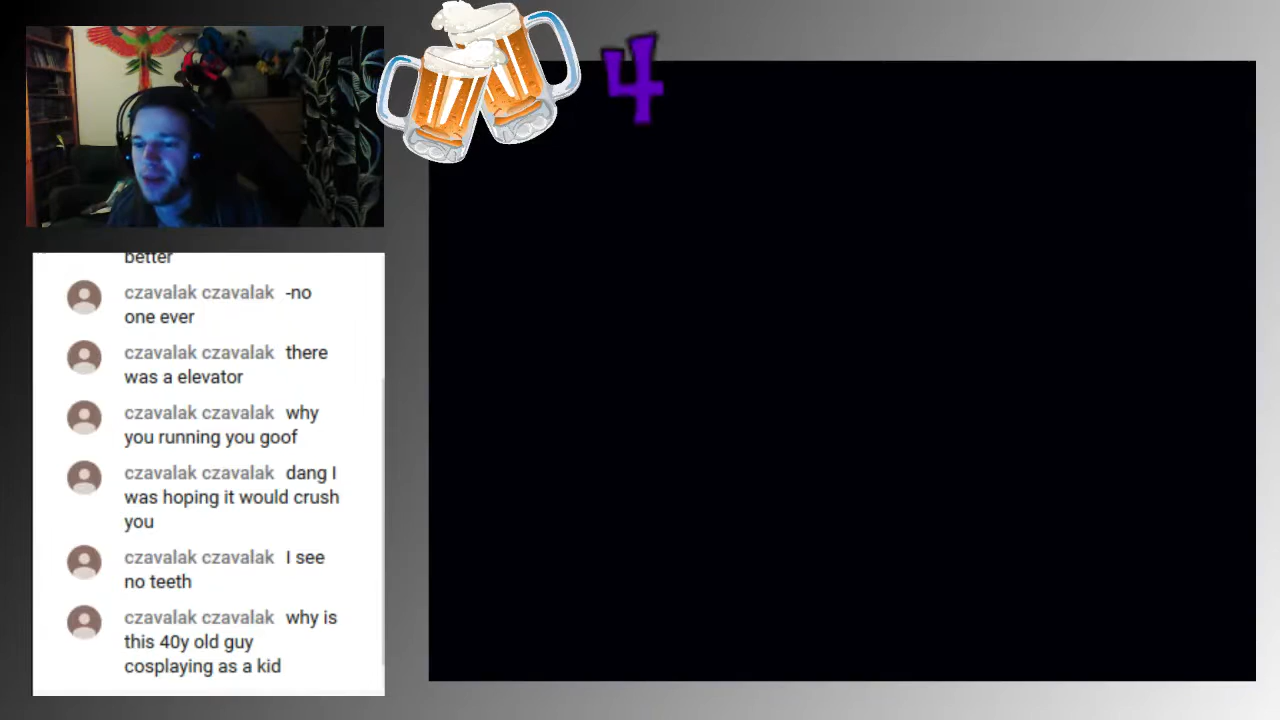 4
better
czavalak czavalak -no
one ever
czavalak czavalak there
was a elevator
czavalak czavalak why
you running you goof
czavalak czavalak dang I
was hoping it would crush
you
czavalak czavalak I see
no teeth
czavalak czavalak why is
this 40y old guy
cosplaying as a kid